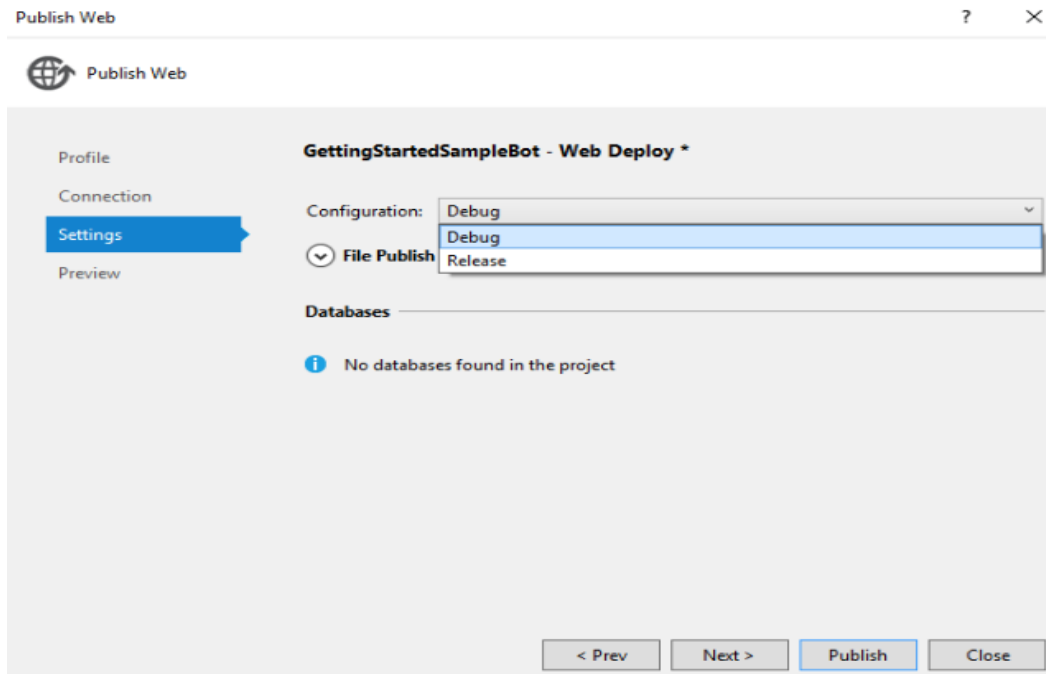 Publish Web ? ×
Publish Web
Profile
Connection
Settings
Preview
GettingStartedSampleBot - Web Deploy *
Configuration: Debug
Debug
Release
File Publish
Databases
No databases found in the project
< Prev Next > Publish Close